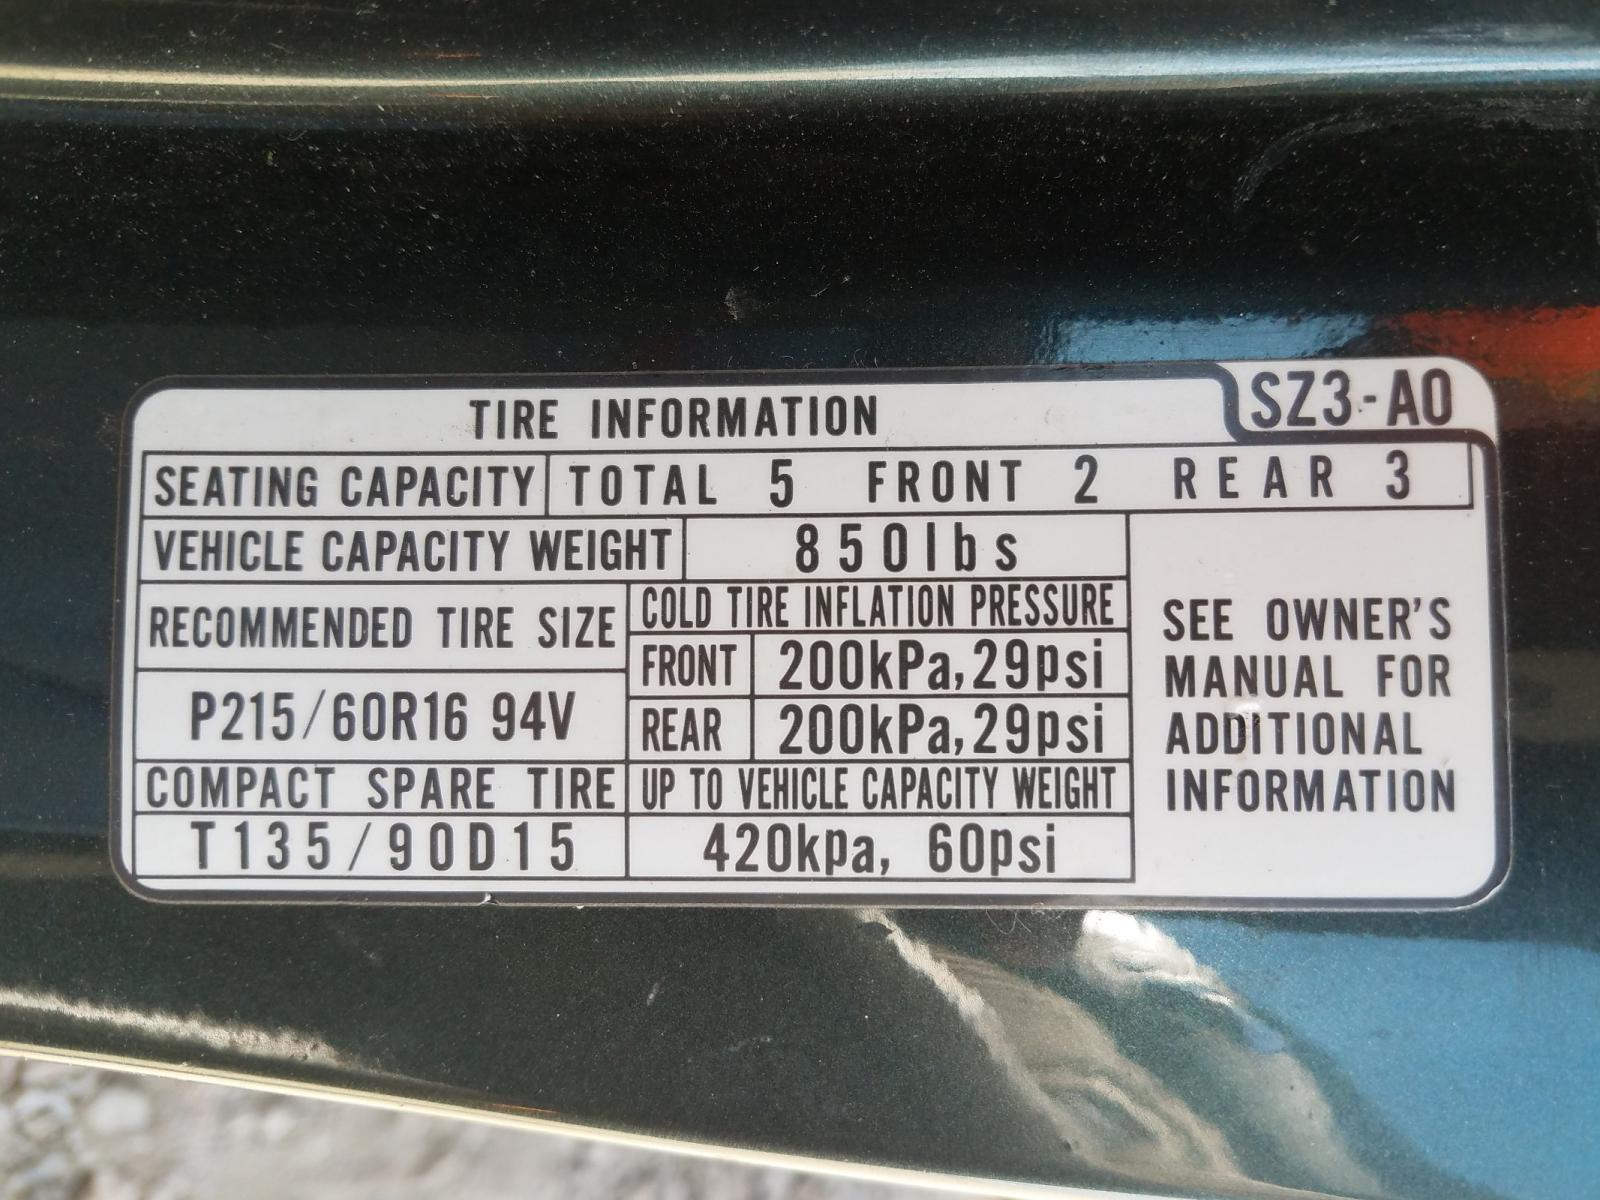 TIRE INFORMATION
SZ3-A0
SEATING CAPACITY TOTAL 5 FRONT 2 REAR 3
VEHICLE CAPACITY WEIGHT 850lbs
RECOMMENDED TIRE SIZE
P215/60R16 94V
COLD TIRE INFLATION PRESSURE
FRONT 200kPa,29psi
REAR 200kPa,29psi
COMPACT SPARE TIRE
T135/90D15
UP TO VEHICLE CAPACITY WEIGHT
420kpa, 60psi
SEE OWNER'S
MANUAL FOR
ADDITIONAL
INFORMATION